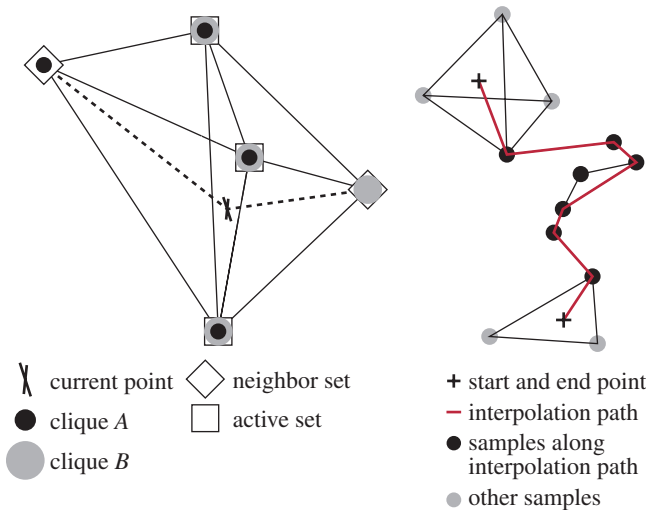 current point
neighbor set
clique A
active set
clique B
start and end point
interpolation path
samples along
interpolation path
other samples